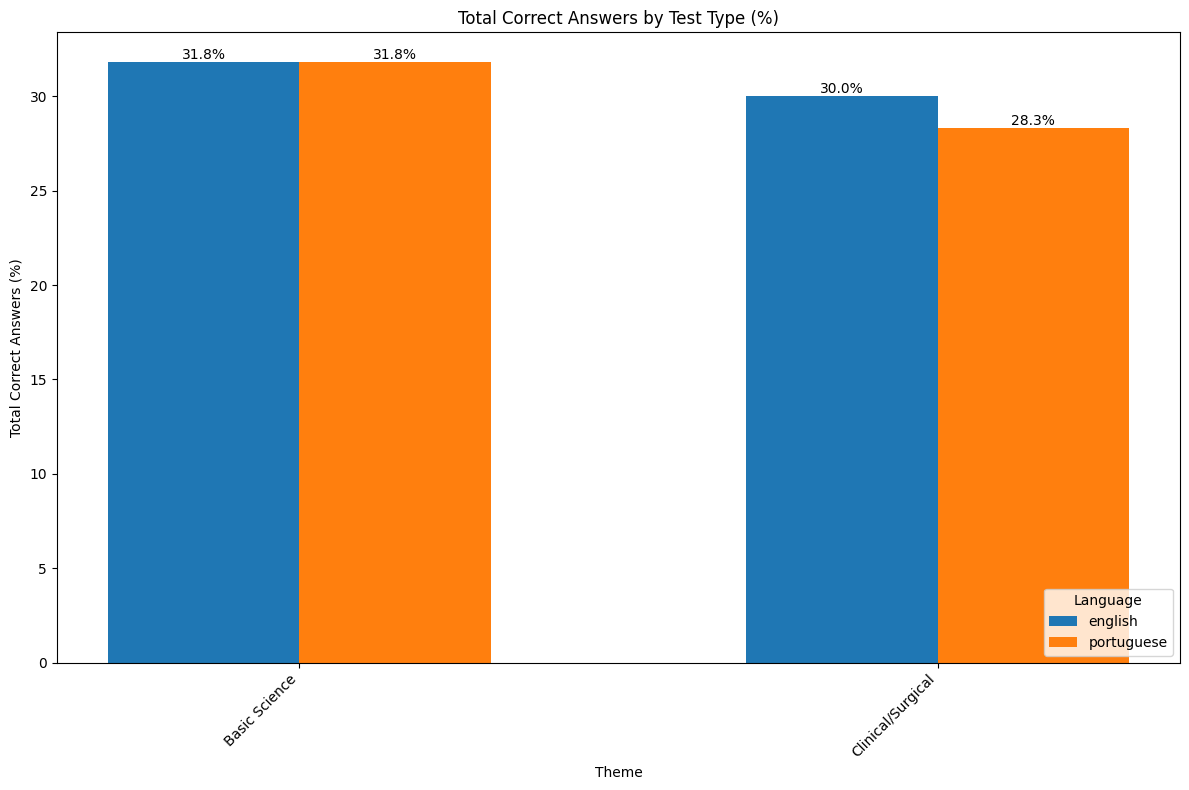 Total Correct Answers by Test Type (%)
Total Correct Answers (%)
30
25
20
15
10
5
0
31.8%
31.8%
30.0%
28.3%
Language
english
portuguese
Basic Science
Clinical/Surgical
Theme